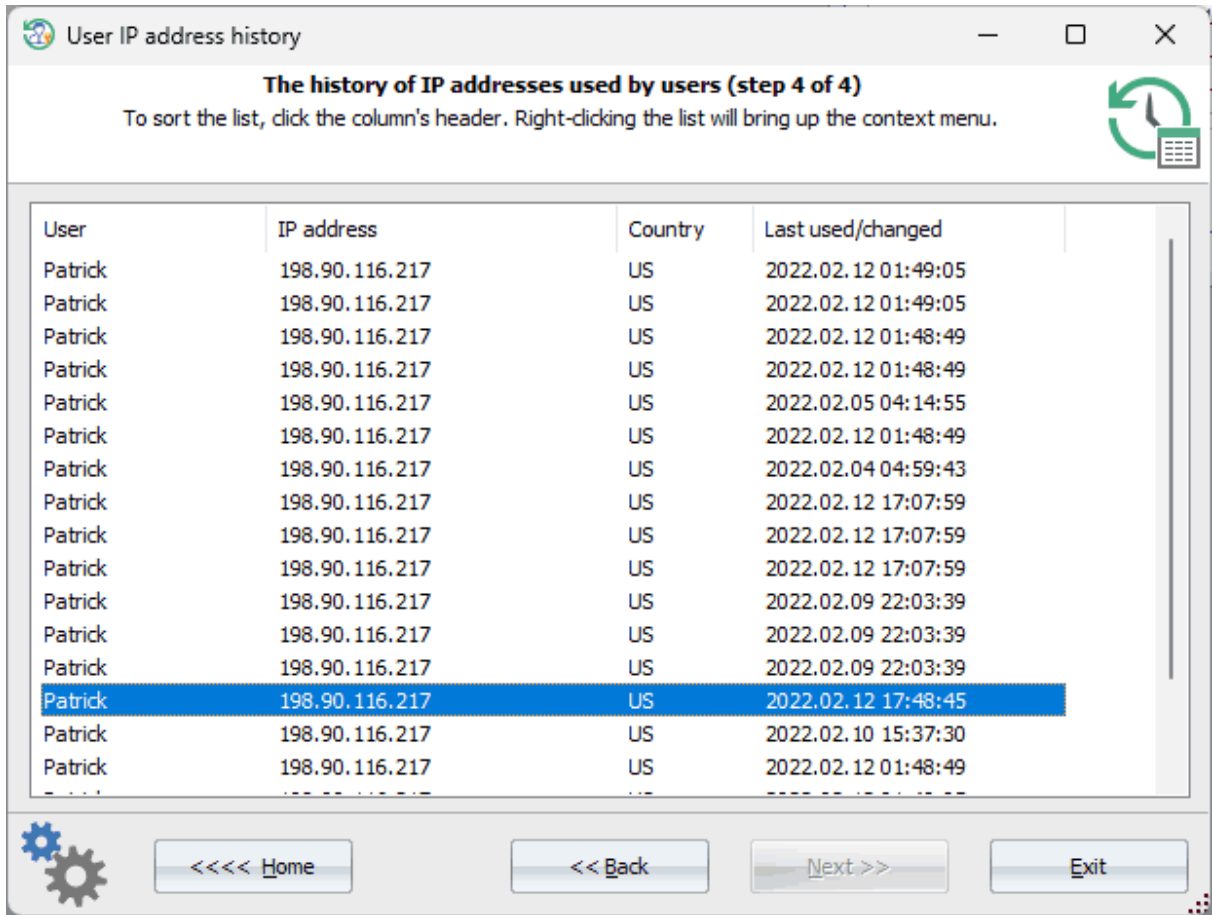 User IP address history
The history of IP addresses used by users (step 4 of 4)
To sort the list, click the column's header. Right-clicking the list will bring up the context menu.
User IP address Country Last used/changed
Patrick 198.90.116.217 US 2022.02.12 01:49:05
Patrick 198.90.116.217 US 2022.02.12 01:49:05
Patrick 198.90.116.217 US 2022.02.12 01:48:49
Patrick 198.90.116.217 US 2022.02.12 01:48:49
Patrick 198.90.116.217 US 2022.02.05 04:14:55
Patrick 198.90.116.217 US 2022.02.12 01:48:49
Patrick 198.90.116.217 US 2022.02.04 04:59:43
Patrick 198.90.116.217 US 2022.02.12 17:07:59
Patrick 198.90.116.217 US 2022.02.12 17:07:59
Patrick 198.90.116.217 US 2022.02.12 17:07:59
Patrick 198.90.116.217 US 2022.02.09 22:03:39
Patrick 198.90.116.217 US 2022.02.09 22:03:39
Patrick 198.90.116.217 US 2022.02.09 22:03:39
Patrick 198.90.116.217 US 2022.02.12 17:48:45
Patrick 198.90.116.217 US 2022.02.10 15:37:30
Patrick 198.90.116.217 US 2022.02.12 01:48:49
<<<< Home << Back Next >> Exit